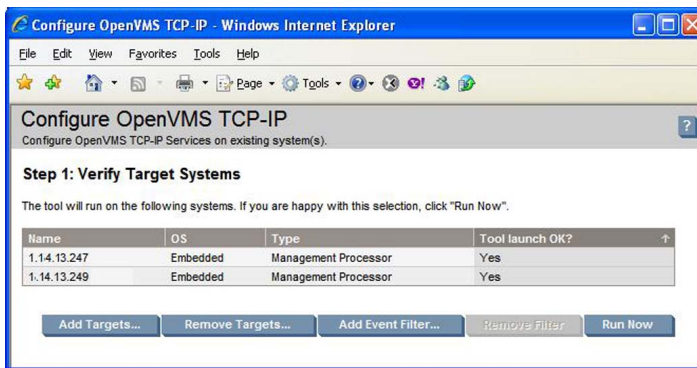 Configure OpenVMS TCP-IP - Windows Internet Explorer
File Edit View Favorites Tools Help
Page Tools
Configure OpenVMS TCP-IP
Configure OpenVMS TCP-IP Services on existing system(s).
?
Step 1: Verify Target Systems
The tool will run on the following systems. If you are happy with this selection, click "Run Now".
Name OS Type Tool launch OK? ↑
1.14.13.247 Embedded Management Processor Yes
1.14.13.249 Embedded Management Processor Yes
Add Targets... Remove Targets... Add Event Filter... Remove Filter Run Now